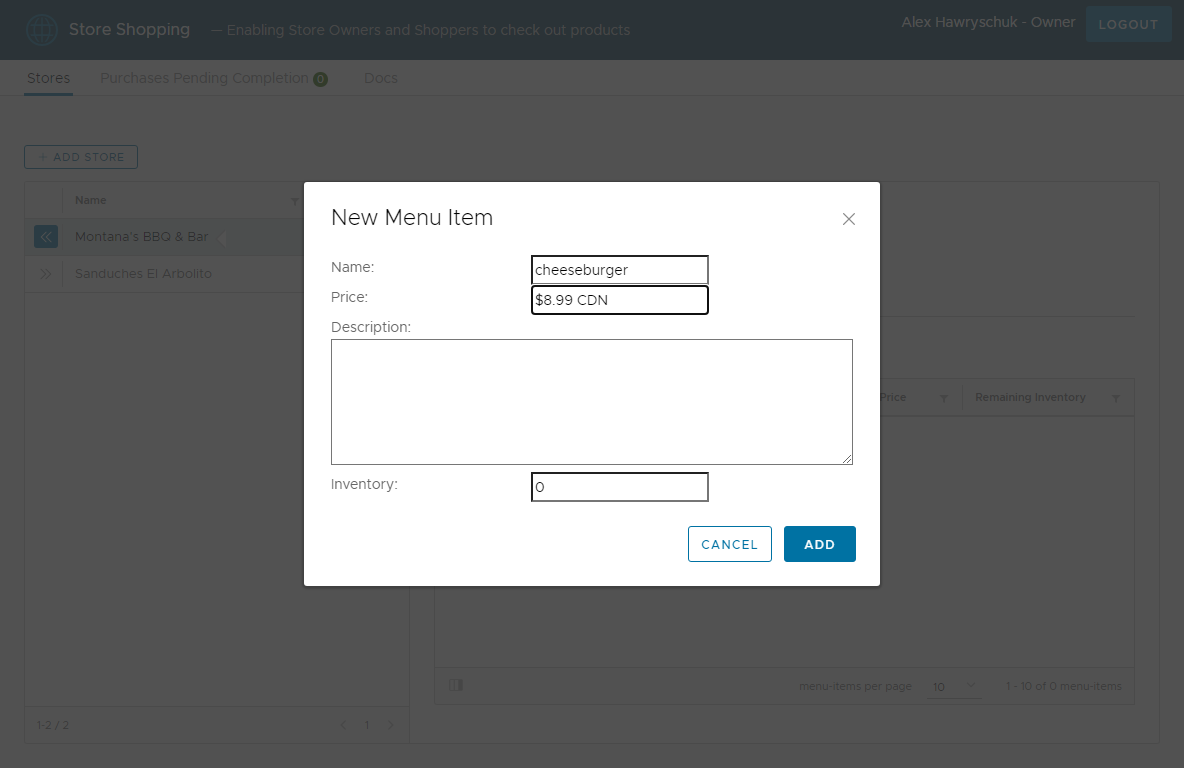 Store Shopping — Enabling Store Owners and Shoppers to check out products
Alex Hawryschuk - Owner LOGOUT
Stores Purchases Pending Completion 0 Docs
+ ADD STORE
Name
Montana's BBQ & Bar
Sanduches El Arbolito
New Menu Item
Name: cheeseburger
Price: $8.99 CDN
Description:
Inventory: 0
CANCEL ADD
Price Remaining Inventory
menu-items per page 10 1 - 10 of 0 menu-items
1-2 / 2 1